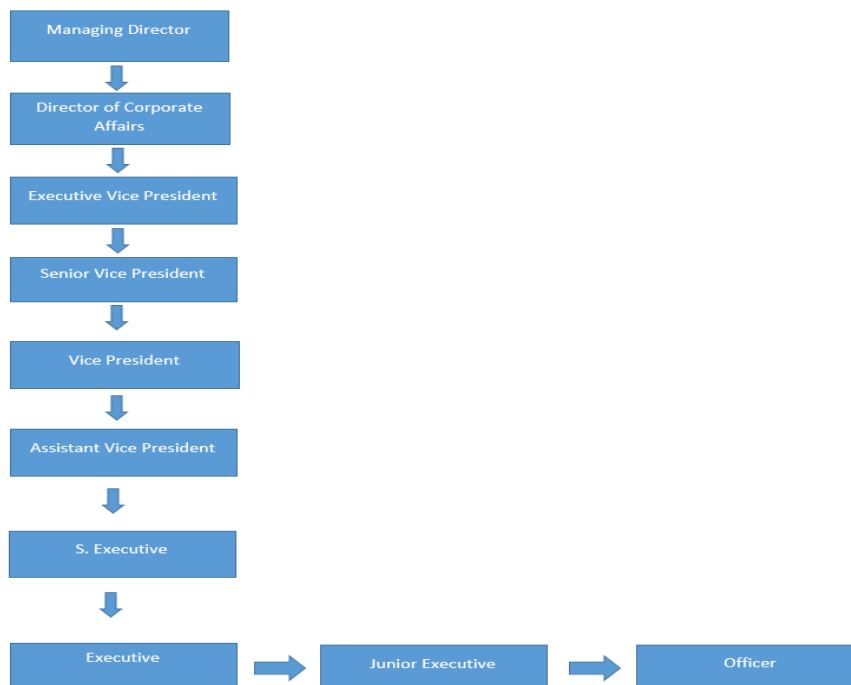 Managing Director
Director of Corporate
Affairs
Executive Vice President
Senior Vice President
Vice President
Assistant Vice President
S. Executive
Executive
Junior Executive
Officer